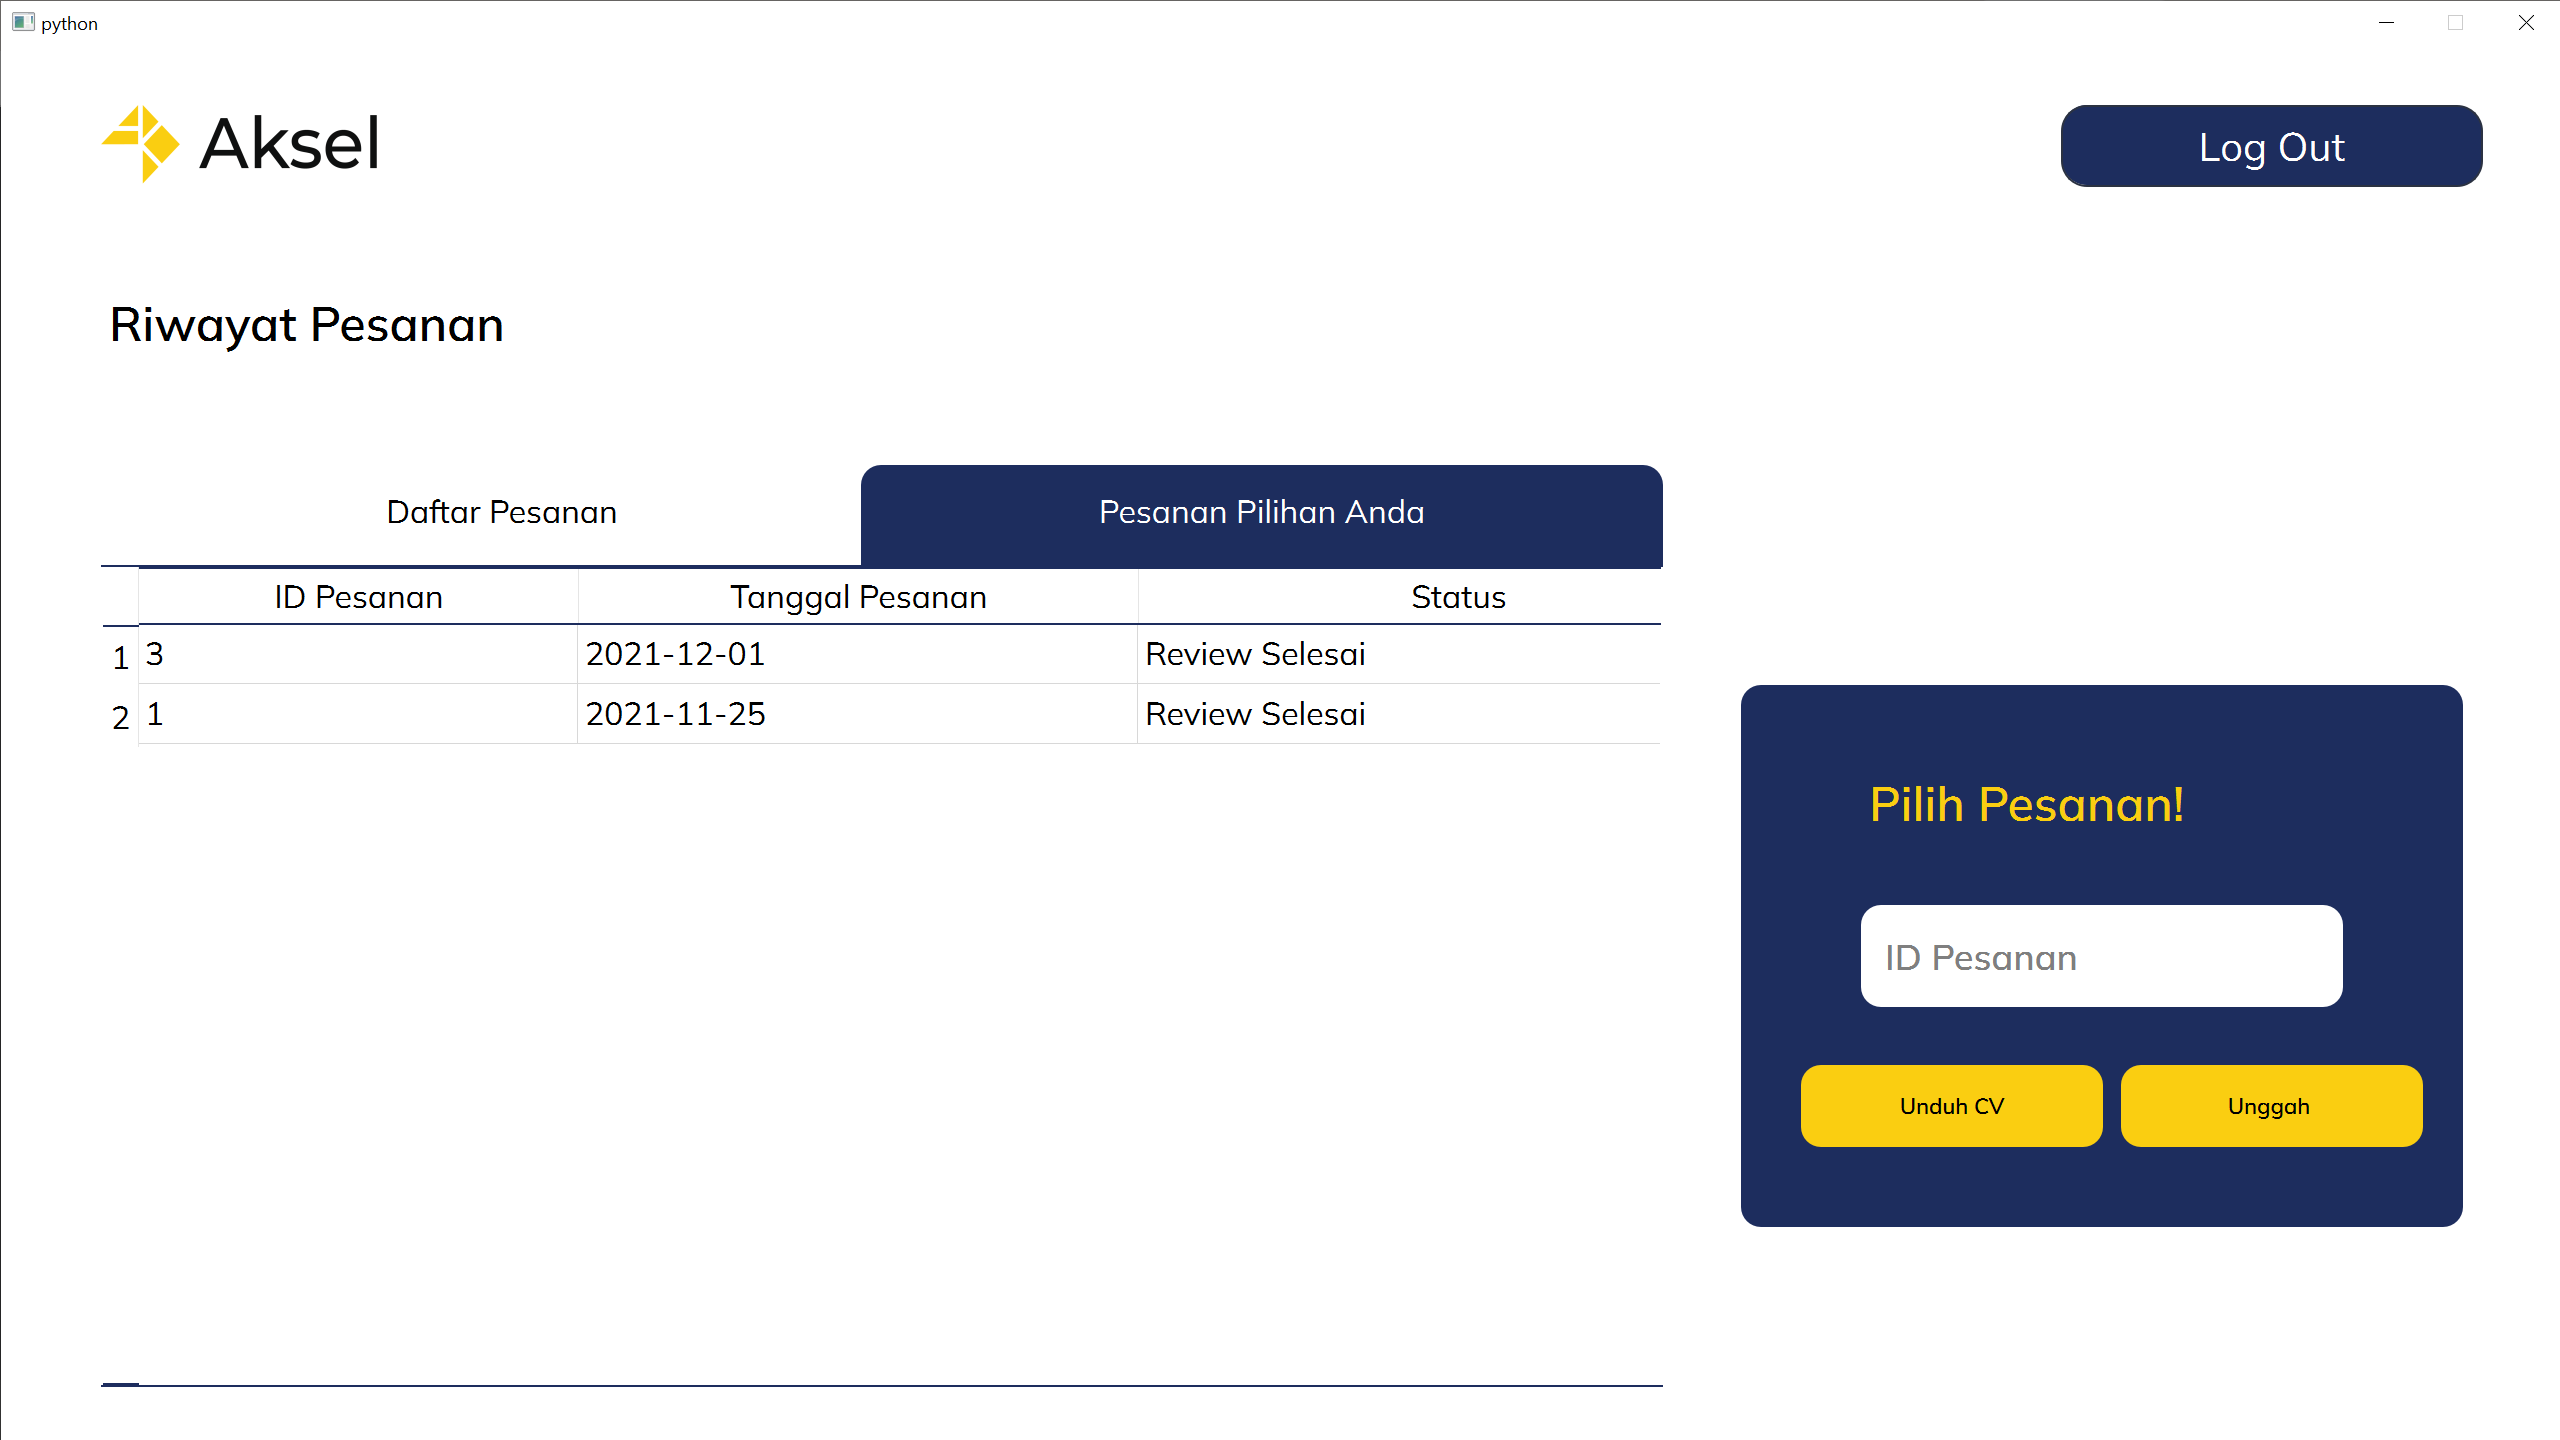 python
Aksel
Log Out
Riwayat Pesanan
Daftar Pesanan
Pesanan Pilihan Anda
ID Pesanan Tanggal Pesanan Status
1 3 2021-12-01 Review Selesai
2 1 2021-11-25 Review Selesai
Pilih Pesanan!
ID Pesanan
Unduh CV
Unggah